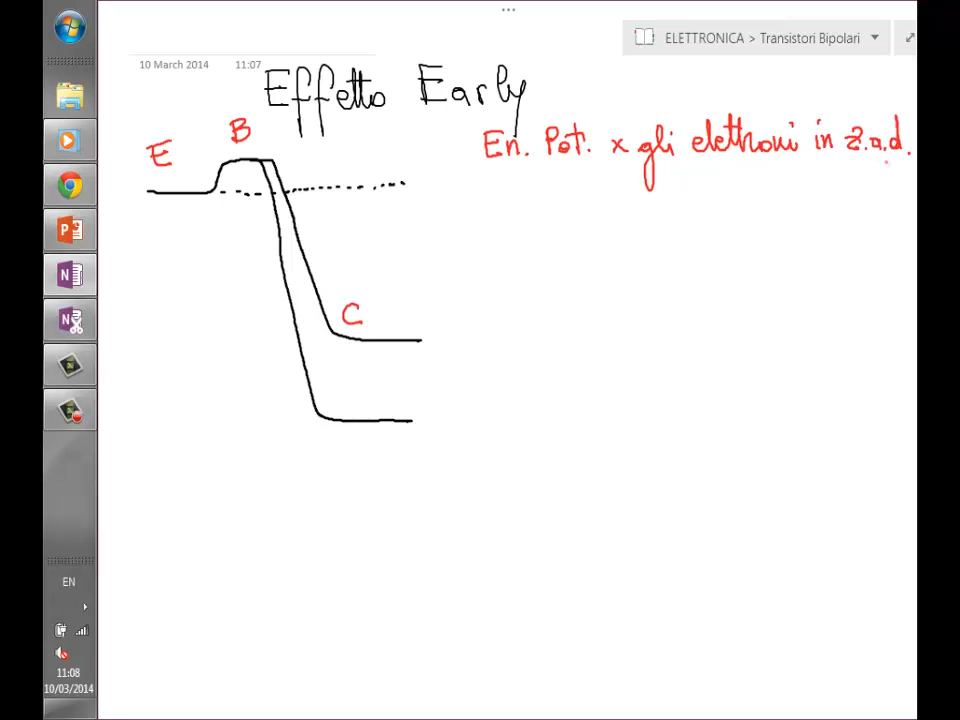 ELETTRONICA > Transistori Bipolari
10 March 2014 11:07
Effetto Early
En. Pot. x gli elettroni in z.a.d.
E
B
C
EN
11:08
10/03/2014